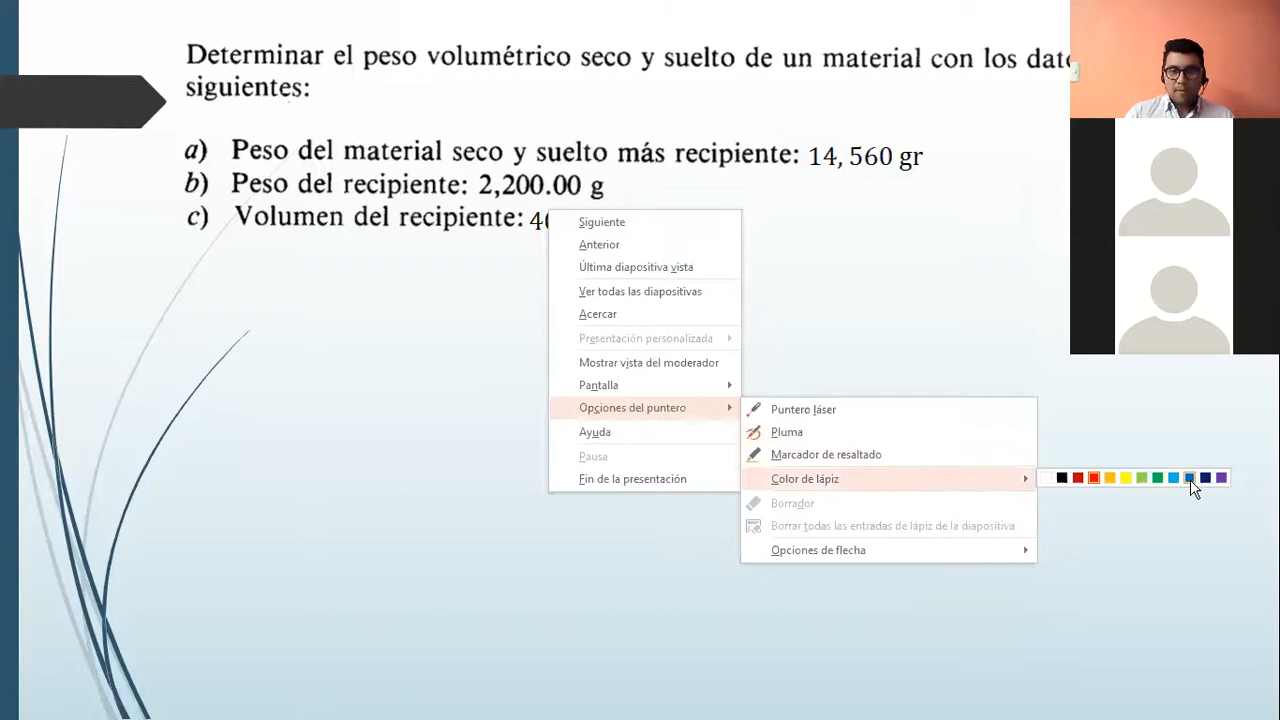 Determinar el peso volumétrico seco y suelto de un material con los
siguientes:
a) Peso del material seco y suelto más recipiente: 14, 560 gr
b) Peso del recipiente: 2,200.00 g
c) Volumen del recipiente:
Siguiente
Anterior
Última diapositiva vista
Ver todas las diapositivas
Acercar
Presentación personalizada
Mostrar vista del moderador
Pantalla
Opciones del puntero
Ayuda
Pausa
Fin de la presentación
Puntero láser
Pluma
Marcador de resaltado
Color de lápiz
Borrador
Borrar todas las entradas de lápiz de la diapositiva
Opciones de flecha